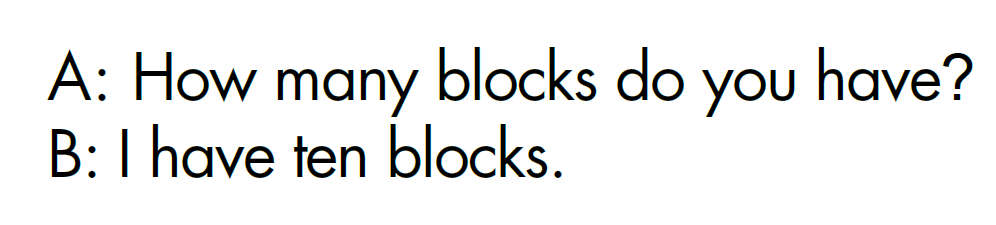 A: How many blocks do you have?
B: I have ten blocks.